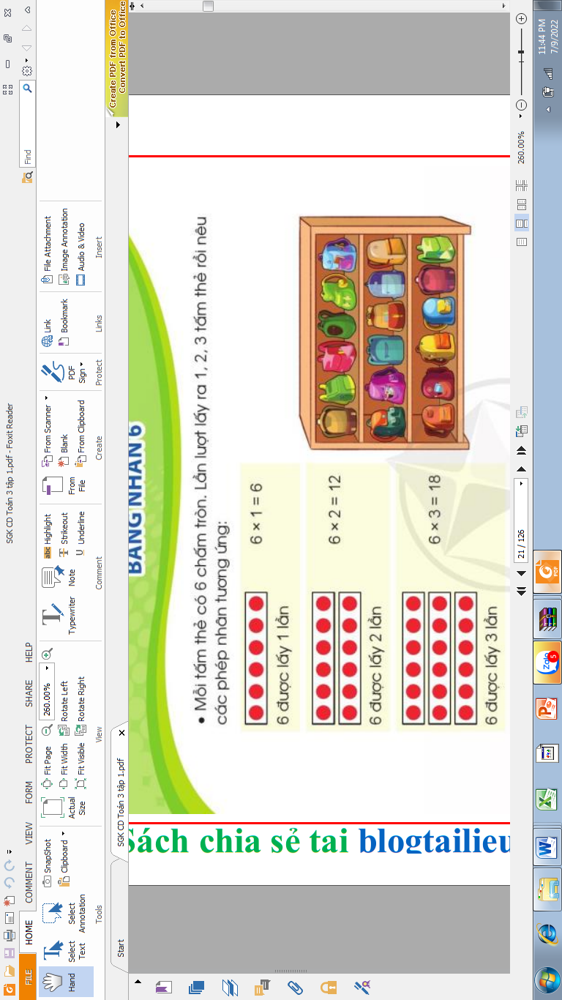 SGK CD Toán 3 tập 1.pdf - Foxit Reader
FILE HOME COMMENT VIEW FORM PROTECT SHARE HELP
Find
Hand
Select Text
Select Annotation
SnapShot
Clipboard
Tools
Actual Size
Fit Page
Fit Width
Fit Visible
260.00%
Rotate Left
Rotate Right
View
Typewriter
Note
Highlight
Strikeout
Underline
Comment
From File
From Scanner
Blank
From Clipboard
Create
PDF Sign
Protect
Link
Bookmark
Links
File Attachment
Image Annotation
Audio & Video
Insert
Start
SGK CD Toán 3 tập 1.pdf
Create PDF from Office
Convert PDF to Office
BẢNG NHÂN 6
• Mỗi tấm thẻ có 6 chấm tròn. Lần lượt lấy ra 1, 2, 3 tấm thẻ rồi nêu
các phép nhân tương ứng:
6 × 1 = 6
6 được lấy 1 lần
6 × 2 = 12
6 được lấy 2 lần
6 × 3 = 18
6 được lấy 3 lần
Sách chia sẻ tai blogtailieu
21 / 126
260.00%
Zalo
5
PDF
11:44 PM
7/9/2022